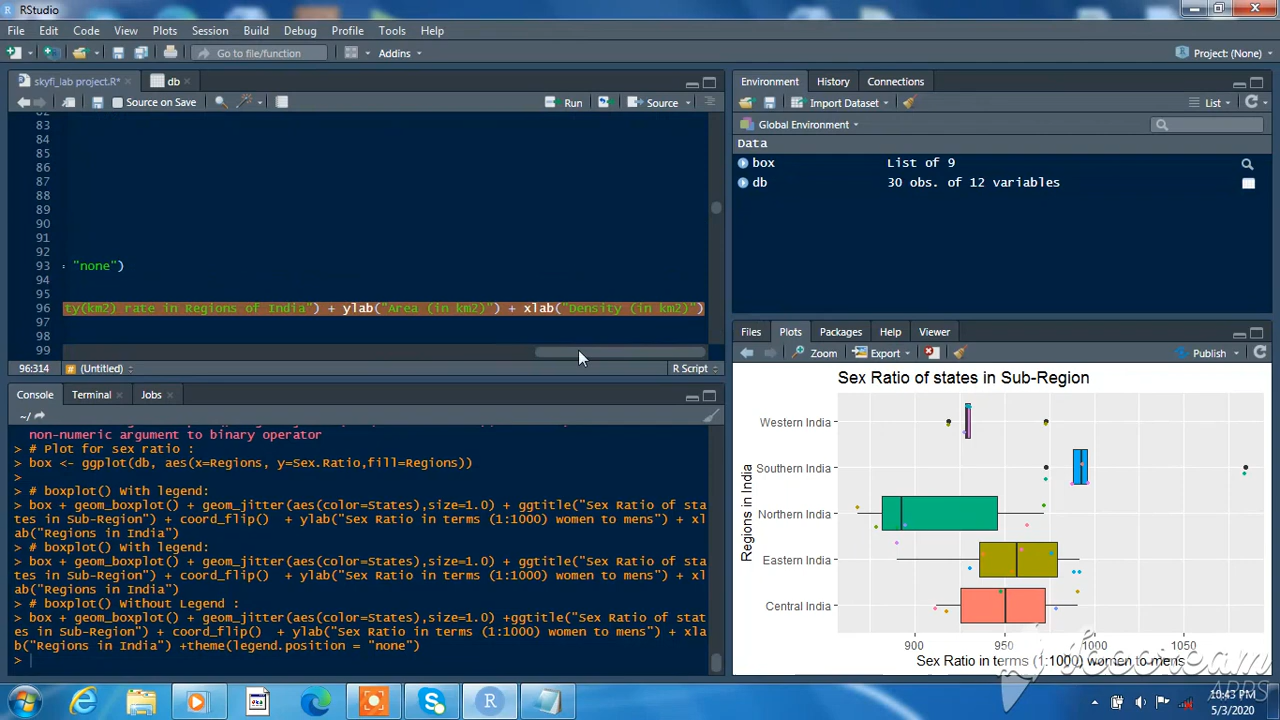 RStudio
File Edit Code View Plots Session Build Debug Profile Tools Help
Go to file/function Addins Project: (None)
skyfi_lab project.R* db
Source on Save Run Source
82
83
84
85
86
87
88
89
90
91
92
93 = "none")
94
95
96 ty(km2) rate in Regions of India") + ylab("Area (in km2)") + xlab("Density (in km2)")
97
98
99
96:314 (Untitled) R Script
Console Terminal Jobs
~/
non-numeric argument to binary operator
> # Plot for sex ratio :
> box <- ggplot(db, aes(x=Regions, y=Sex.Ratio,fill=Regions))
>
> # boxplot() With legend:
> box + geom_boxplot() + geom_jitter(aes(color=States),size=1.0) + ggtitle("Sex Ratio of sta
tes in Sub-Region") + coord_flip()  + ylab("Sex Ratio in terms (1:1000) women to mens") + xl
ab("Regions in India")
> # boxplot() With legend:
> box + geom_boxplot() + geom_jitter(aes(color=States),size=1.0) + ggtitle("Sex Ratio of sta
tes in Sub-Region") + coord_flip()  + ylab("Sex Ratio in terms (1:1000) women to mens") + xl
ab("Regions in India")
> # boxplot() Without Legend :
> box + geom_boxplot() + geom_jitter(aes(color=States),size=1.0) +ggtitle("Sex Ratio of stat
es in Sub-Region") + coord_flip()  + ylab("Sex Ratio in terms (1:1000) women to mens") + xla
b("Regions in India") +theme(legend.position = "none")
>
Environment History Connections
Import Dataset List
Global Environment
Data
box List of 9
db 30 obs. of 12 variables
Files Plots Packages Help Viewer
Zoom Export Publish
Sex Ratio of states in Sub-Region
Western India
Southern India
Northern India
Eastern India
Central India
Regions in India
900 950 1000 1050
Sex Ratio in terms (1:1000) women to mens
APPS
10:43 PM
5/3/2020